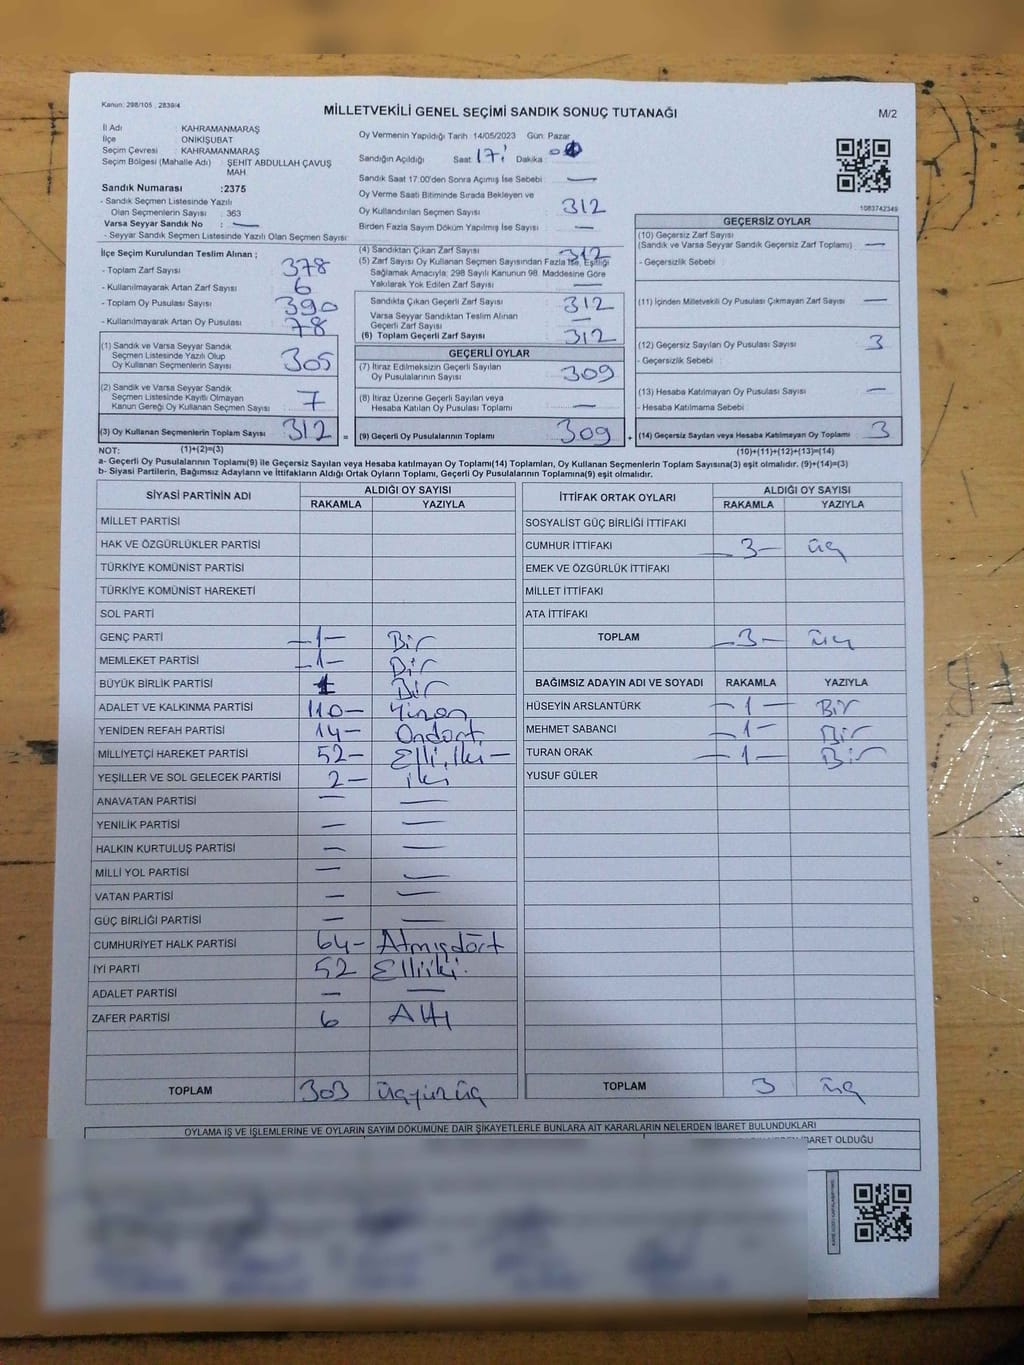 Kanun: 298/105 , 2839/4
MİLLETVEKİLİ GENEL SEÇİMİ SANDIK SONUÇ TUTANAĞI
M/2
İl Adı : KAHRAMANMARAŞ
İlçe : ONİKİŞUBAT
Seçim Çevresi : KAHRAMANMARAŞ
Seçim Bölgesi (Mahalle Adı) : ŞEHİT ABDULLAH ÇAVUŞ
MAH.
Sandık Numarası :2375
- Sandık Seçmen Listesinde Yazılı
Olan Seçmenlerin Sayısı : 363
Varsa Seyyar Sandık No : —
- Seyyar Sandık Seçmen Listesinde Yazılı Olan Seçmen Sayısı
İlçe Seçim Kurulundan Teslim Alınan ;
- Toplam Zarf Sayısı 378
- Kullanılmayarak Artan Zarf Sayısı 6
- Toplam Oy Pusulası Sayısı 390
- Kullanılmayarak Artan Oy Pusulası 78
(1) Sandık ve Varsa Seyyar Sandık
Seçmen Listesinde Yazılı Olup
Oy Kullanan Seçmenlerin Sayısı 305
(2) Sandık ve Varsa Seyyar Sandık
Seçmen Listesinde Kayıtlı Olmayan
Kanun Gereği Oy Kullanan Seçmen Sayısı 7
(3) Oy Kullanan Seçmenlerin Toplam Sayısı 312 =
Oy Vermenin Yapıldığı Tarih :14/05/2023 Gün: Pazar
Sandığın Açıldığı Saat 17: Dakika :
Sandık Saat 17:00'den Sonra Açılmış İse Sebebi : —
Oy Verme Saati Bitiminde Sırada Bekleyen ve
Oy Kullandırılan Seçmen Sayısı : 312
Birden Fazla Sayım Döküm Yapılmış İse Sayısı : —
(4) Sandıktan Çıkan Zarf Sayısı : 312
(5) Zarf Sayısı Oy Kullanan Seçmen Sayısından Fazla İse, Eşitliği
Sağlamak Amacıyla; 298 Sayılı Kanunun 98. Maddesine Göre
Yakılarak Yok Edilen Zarf Sayısı : —
Sandıkta Çıkan Geçerli Zarf Sayısı : 312
Varsa Seyyar Sandıktan Teslim Alınan
Geçerli Zarf Sayısı : —
(6) Toplam Geçerli Zarf Sayısı : 312
GEÇERLİ OYLAR
(7) İtiraz Edilmeksizin Geçerli Sayılan
Oy Pusulalarının Sayısı : 309
(8) İtiraz Üzerine Geçerli Sayılan veya
Hesaba Katılan Oy Pusulası Toplamı : —
(9) Geçerli Oy Pusulalarının Toplamı : 309 +
1083742349
GEÇERSİZ OYLAR
(10) Geçersiz Zarf Sayısı
(Sandık ve Varsa Seyyar Sandık Geçersiz Zarf Toplamı) : —
- Geçersizlik Sebebi :
(11) İçinden Milletvekili Oy Pusulası Çıkmayan Zarf Sayısı : —
(12) Geçersiz Sayılan Oy Pusulası Sayısı : 3
- Geçersizlik Sebebi :
(13) Hesaba Katılmayan Oy Pusulası Sayısı : —
- Hesaba Katılmama Sebebi :
(14) Geçersiz Sayılan veya Hesaba Katılmayan Oy Toplamı : 3
NOT: (1)+(2)=(3) (10)+(11)+(12)+(13)=(14)
a- Geçerli Oy Pusulalarının Toplamı(9) ile Geçersiz Sayılan veya Hesaba katılmayan Oy Toplamı(14) Toplamları, Oy Kullanan Seçmenlerin Toplam Sayısına(3) eşit olmalıdır. (9)+(14)=(3)
b- Siyasi Partilerin, Bağımsız Adayların ve İttifakların Aldığı Ortak Oyların Toplam, Geçerli Oy Pusulalarının Toplamına(9) eşit olmalıdır.
SİYASİ PARTİNİN ADI ALDIĞI OY SAYISI
RAKAMLA YAZIYLA
MİLLET PARTİSİ
HAK VE ÖZGÜRLÜKLER PARTİSİ
TÜRKİYE KOMÜNİST PARTİSİ
TÜRKİYE KOMÜNİST HAREKETİ
SOL PARTİ
GENÇ PARTİ —1— Bir
MEMLEKET PARTİSİ —1— Bir
BÜYÜK BİRLİK PARTİSİ 1 Bir
ADALET VE KALKINMA PARTİSİ 110— Yüzon
YENİDEN REFAH PARTİSİ 14— Ondört
MİLLİYETÇİ HAREKET PARTİSİ 52— Elli, İki —
YEŞİLLER VE SOL GELECEK PARTİSİ 2— iki
ANAVATAN PARTİSİ — —
YENİLİK PARTİSİ — —
HALKIN KURTULUŞ PARTİSİ — —
MİLLİ YOL PARTİSİ — —
VATAN PARTİSİ — —
GÜÇ BİRLİĞİ PARTİSİ — —
CUMHURİYET HALK PARTİSİ 64— Atmışdört
İYİ PARTİ 52 Elliiki.
ADALET PARTİSİ — —
ZAFER PARTİSİ 6 Altı
TOPLAM 303 üçyüzüç
İTTİFAK ORTAK OYLARI ALDIĞI OY SAYISI
RAKAMLA YAZIYLA
SOSYALİST GÜÇ BİRLİĞİ İTTİFAKI
CUMHUR İTTİFAKI —3— üç
EMEK VE ÖZGÜRLÜK İTTİFAKI
MİLLET İTTİFAKI
ATA İTTİFAKI
TOPLAM —3— üç
BAĞIMSIZ ADAYIN ADI VE SOYADI RAKAMLA YAZIYLA
HÜSEYİN ARSLANTÜRK —1— Bir
MEHMET SABANCI —1— Bir
TURAN ORAK —1— Bir
YUSUF GÜLER
TOPLAM 3 üç
OYLAMA İŞ VE İŞLEMLERİNE VE OYLARIN SAYIM DÖKÜMÜNE DAİR ŞİKAYETLERLE BUNLARA AİT KARARLARIN NELERDEN İBARET BULUNDUKLARI
İBARET OLDUĞU